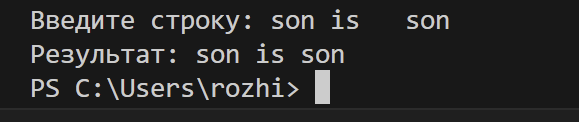 Введите строку: son is   son
Результат: son is son
PS C:\Users\rozhi>